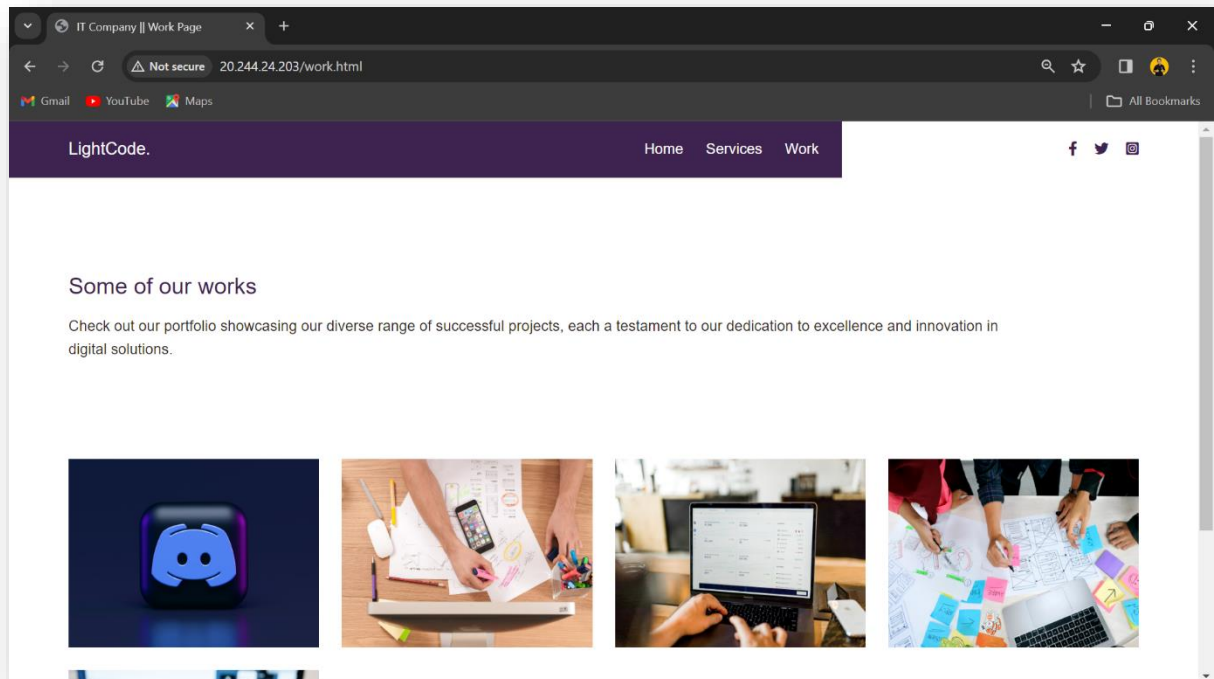 IT Company || Work Page
Not secure 20.244.24.203/work.html
Gmail YouTube Maps All Bookmarks
LightCode. Home Services Work
Some of our works
Check out our portfolio showcasing our diverse range of successful projects, each a testament to our dedication to excellence and innovation in
digital solutions.